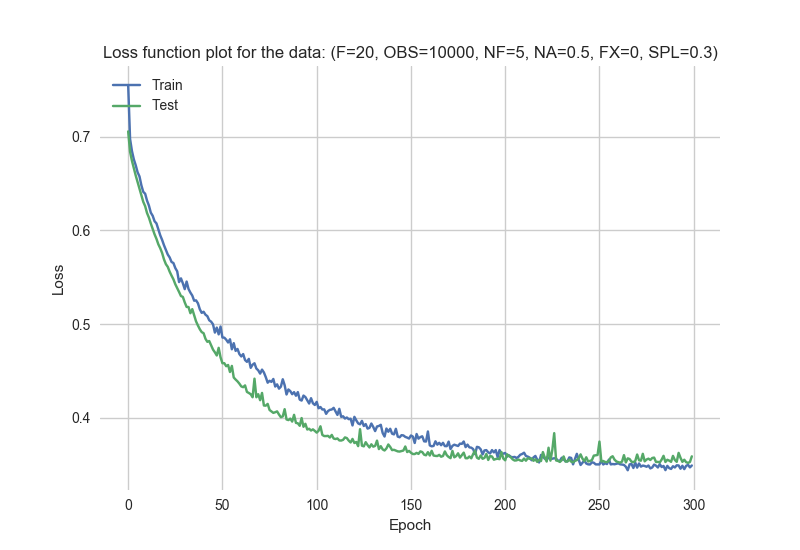 Loss function plot for the data: (F=20, OBS=10000, NF=5, NA=0.5, FX=0, SPL=0.3)
Train
Test
0.7
0.6
0.5
0.4
Loss
0 50 100 150 200 250 300
Epoch